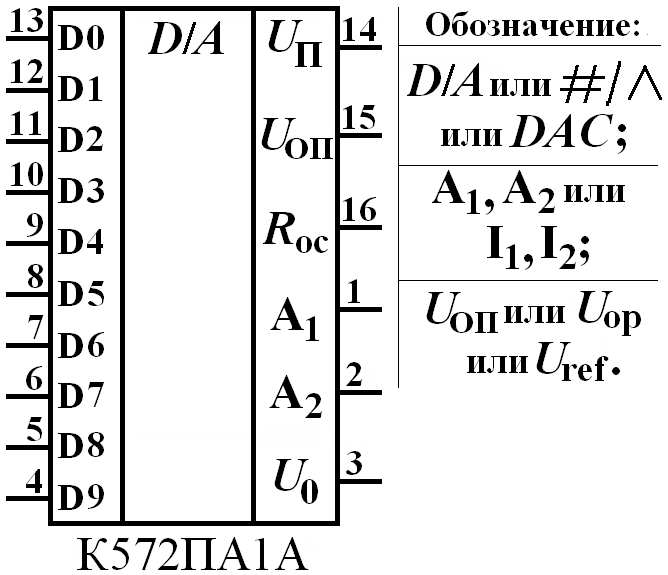 13 D0 D/A Uп 14
12 D1
11 D2 Uоп 15
10 D3
9 D4 Rос 16
8 D5
7 D6 A1 1
6 D7 A2 2
5 D8
4 D9 U0 3
К572ПА1А
Обозначение:
D/A или #/∧
или DAC;
A1, A2 или
I1, I2;
Uоп или Uор
или Uref.